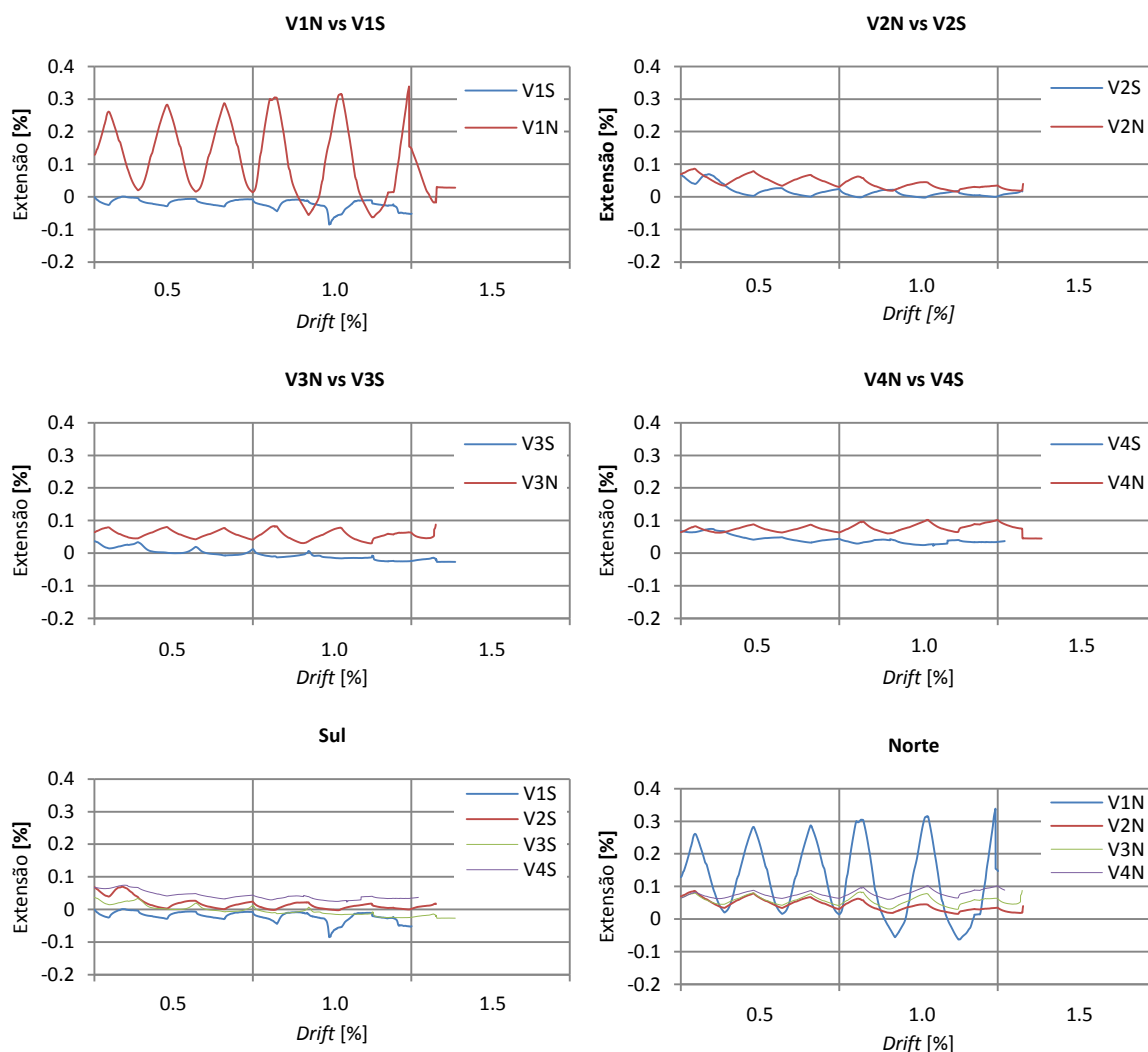 V1N vs V1S
0.4
0.3
0.2
0.1
0
-0.1
-0.2
Extensão [%]
V1S
V1N
0.5
1.0
1.5
Drift [%]
V2N vs V2S
0.4
0.3
0.2
0.1
0
-0.1
-0.2
Extensão [%]
V2S
V2N
0.5
1.0
1.5
Drift [%]
V3N vs V3S
0.4
0.3
0.2
0.1
0
-0.1
-0.2
Extensão [%]
V3S
V3N
0.5
1.0
1.5
Drift [%]
V4N vs V4S
0.4
0.3
0.2
0.1
0
-0.1
-0.2
Extensão [%]
V4S
V4N
0.5
1.0
1.5
Drift [%]
Sul
0.4
0.3
0.2
0.1
0
-0.1
-0.2
Extensão [%]
V1S
V2S
V3S
V4S
0.5
1.0
1.5
Drift [%]
Norte
0.4
0.3
0.2
0.1
0
-0.1
-0.2
Extensão [%]
V1N
V2N
V3N
V4N
0.5
1.0
1.5
Drift [%]